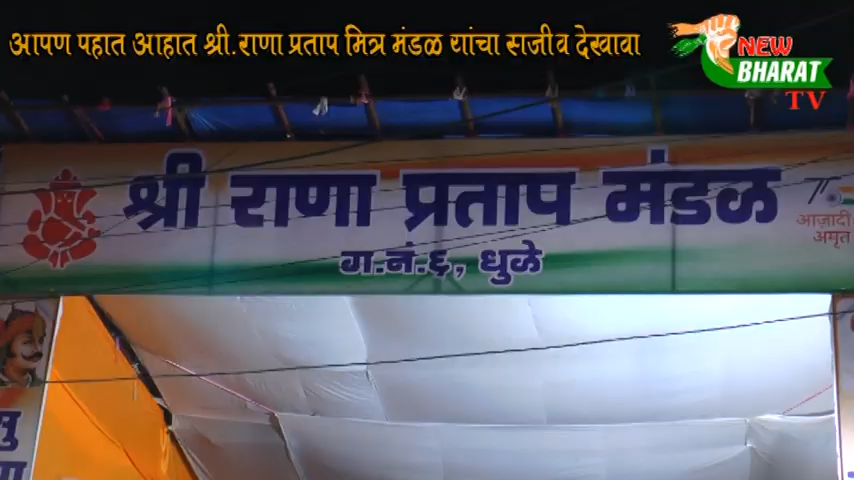 आपण पहात आहात श्री.राणा प्रताप मित्र मंडळ यांचा सजीव देखावा
NEW
BHARAT
TV
श्री राणा प्रताप मंडळ
ग.नं.६, धुळे
आज़ादी
अमृत